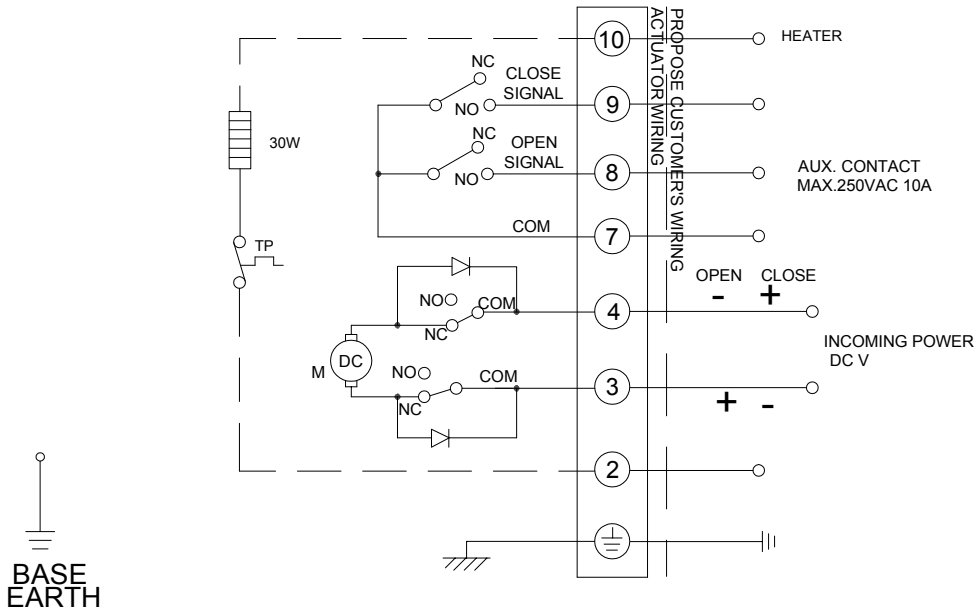 PROPOSE CUSTOMER'S WIRING
ACTUATOR WIRING
10
HEATER
NC
CLOSE
SIGNAL
NO
9
30W
NC
OPEN
SIGNAL
NO
8
AUX. CONTACT
MAX.250VAC 10A
COM
7
TP
OPEN CLOSE
- +
NO
COM
NC
4
INCOMING POWER
DC V
M
DC
NO
COM
NC
3
+ -
2
BASE
EARTH